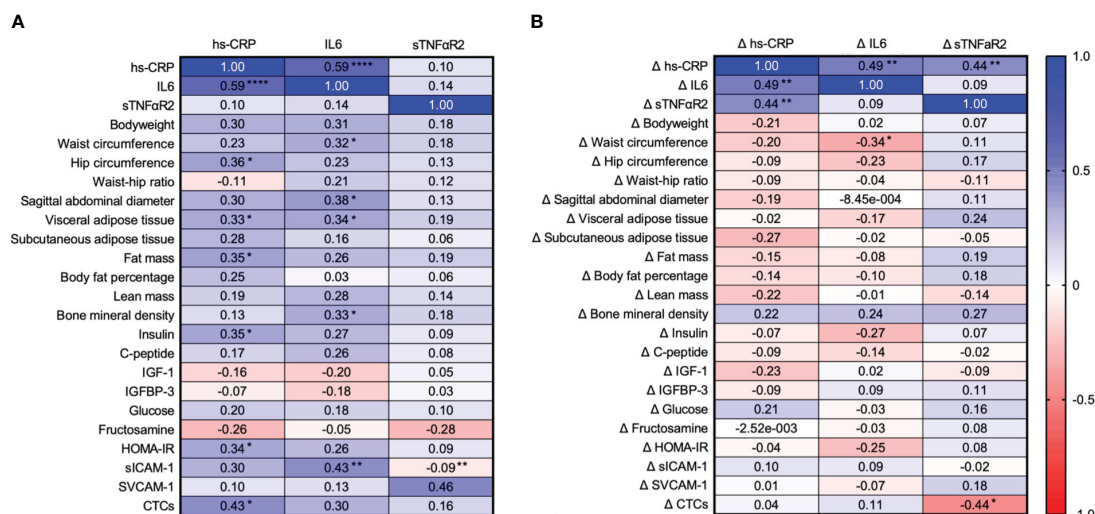 A
hs-CRP IL6 sTNFαR2
hs-CRP 1.00 0.59 **** 0.10
IL6 0.59 **** 1.00 0.14
sTNFαR2 0.10 0.14 1.00
Bodyweight 0.30 0.31 0.18
Waist circumference 0.23 0.32 * 0.18
Hip circumference 0.36 * 0.23 0.13
Waist-hip ratio -0.11 0.21 0.12
Sagittal abdominal diameter 0.30 0.38 * 0.13
Visceral adipose tissue 0.33 * 0.34 * 0.19
Subcutaneous adipose tissue 0.28 0.16 0.06
Fat mass 0.35 * 0.26 0.19
Body fat percentage 0.25 0.03 0.06
Lean mass 0.19 0.28 0.14
Bone mineral density 0.13 0.33 * 0.18
Insulin 0.35 * 0.27 0.09
C-peptide 0.17 0.26 0.08
IGF-1 -0.16 -0.20 0.05
IGFBP-3 -0.07 -0.18 0.03
Glucose 0.20 0.18 0.10
Fructosamine -0.26 -0.05 -0.28
HOMA-IR 0.34 * 0.26 0.09
sICAM-1 0.30 0.43 ** -0.09 **
SVCAM-1 0.10 0.13 0.46
CTCs 0.43 * 0.30 0.16
B
Δ hs-CRP Δ IL6 Δ sTNFaR2
Δ hs-CRP 1.00 0.49 ** 0.44 **
Δ IL6 0.49 ** 1.00 0.09
Δ sTNFαR2 0.44 ** 0.09 1.00
Δ Bodyweight -0.21 0.02 0.07
Δ Waist circumference -0.20 -0.34 * 0.11
Δ Hip circumference -0.09 -0.23 0.17
Δ Waist-hip ratio -0.09 -0.04 -0.11
Δ Sagittal abdominal diameter -0.19 -8.45e-004 0.11
Δ Visceral adipose tissue -0.02 -0.17 0.24
Δ Subcutaneous adipose tissue -0.27 -0.02 -0.05
Δ Fat mass -0.15 -0.08 0.19
Δ Body fat percentage -0.14 -0.10 0.18
Δ Lean mass -0.22 -0.01 -0.14
Δ Bone mineral density 0.22 0.24 0.27
Δ Insulin -0.07 -0.27 0.07
Δ C-peptide -0.09 -0.14 -0.02
Δ IGF-1 -0.23 0.02 -0.09
Δ IGFBP-3 -0.09 0.09 0.11
Δ Glucose 0.21 -0.03 0.16
Δ Fructosamine -2.52e-003 -0.03 0.08
Δ HOMA-IR -0.04 -0.25 0.08
Δ sICAM-1 0.10 0.09 -0.02
Δ SVCAM-1 0.01 -0.07 0.18
Δ CTCs 0.04 0.11 -0.44 *
1.0
0.5
0
-0.5
-1.0